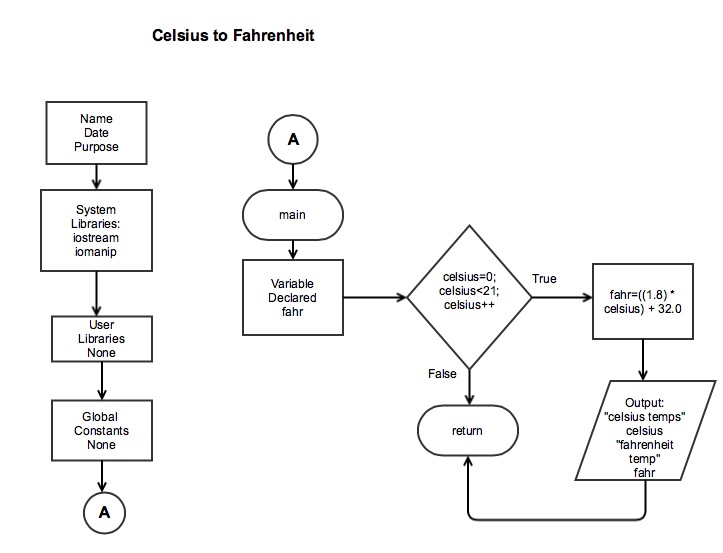 Celsius to Fahrenheit
Name
Date
Purpose
System
Libraries:
iostream
iomanip
User
Libraries
None
Global
Constants
None
A
A
main
Variable
Declared
fahr
celsius=0;
celsius<21;
celsius++
True
False
fahr=((1.8) *
celsius) + 32.0
Output:
"celsius temps"
celsius
"fahrenheit
temp"
fahr
return